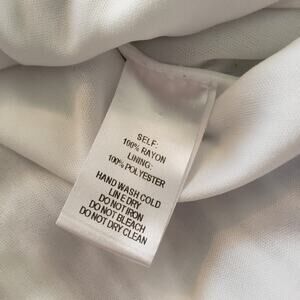 SELF:
100% RAYON
LINING:
100% POLYESTER
HAND WASH COLD
LINE DRY
DO NOT IRON
DO NOT BLEACH
DO NOT DRY CLEAN